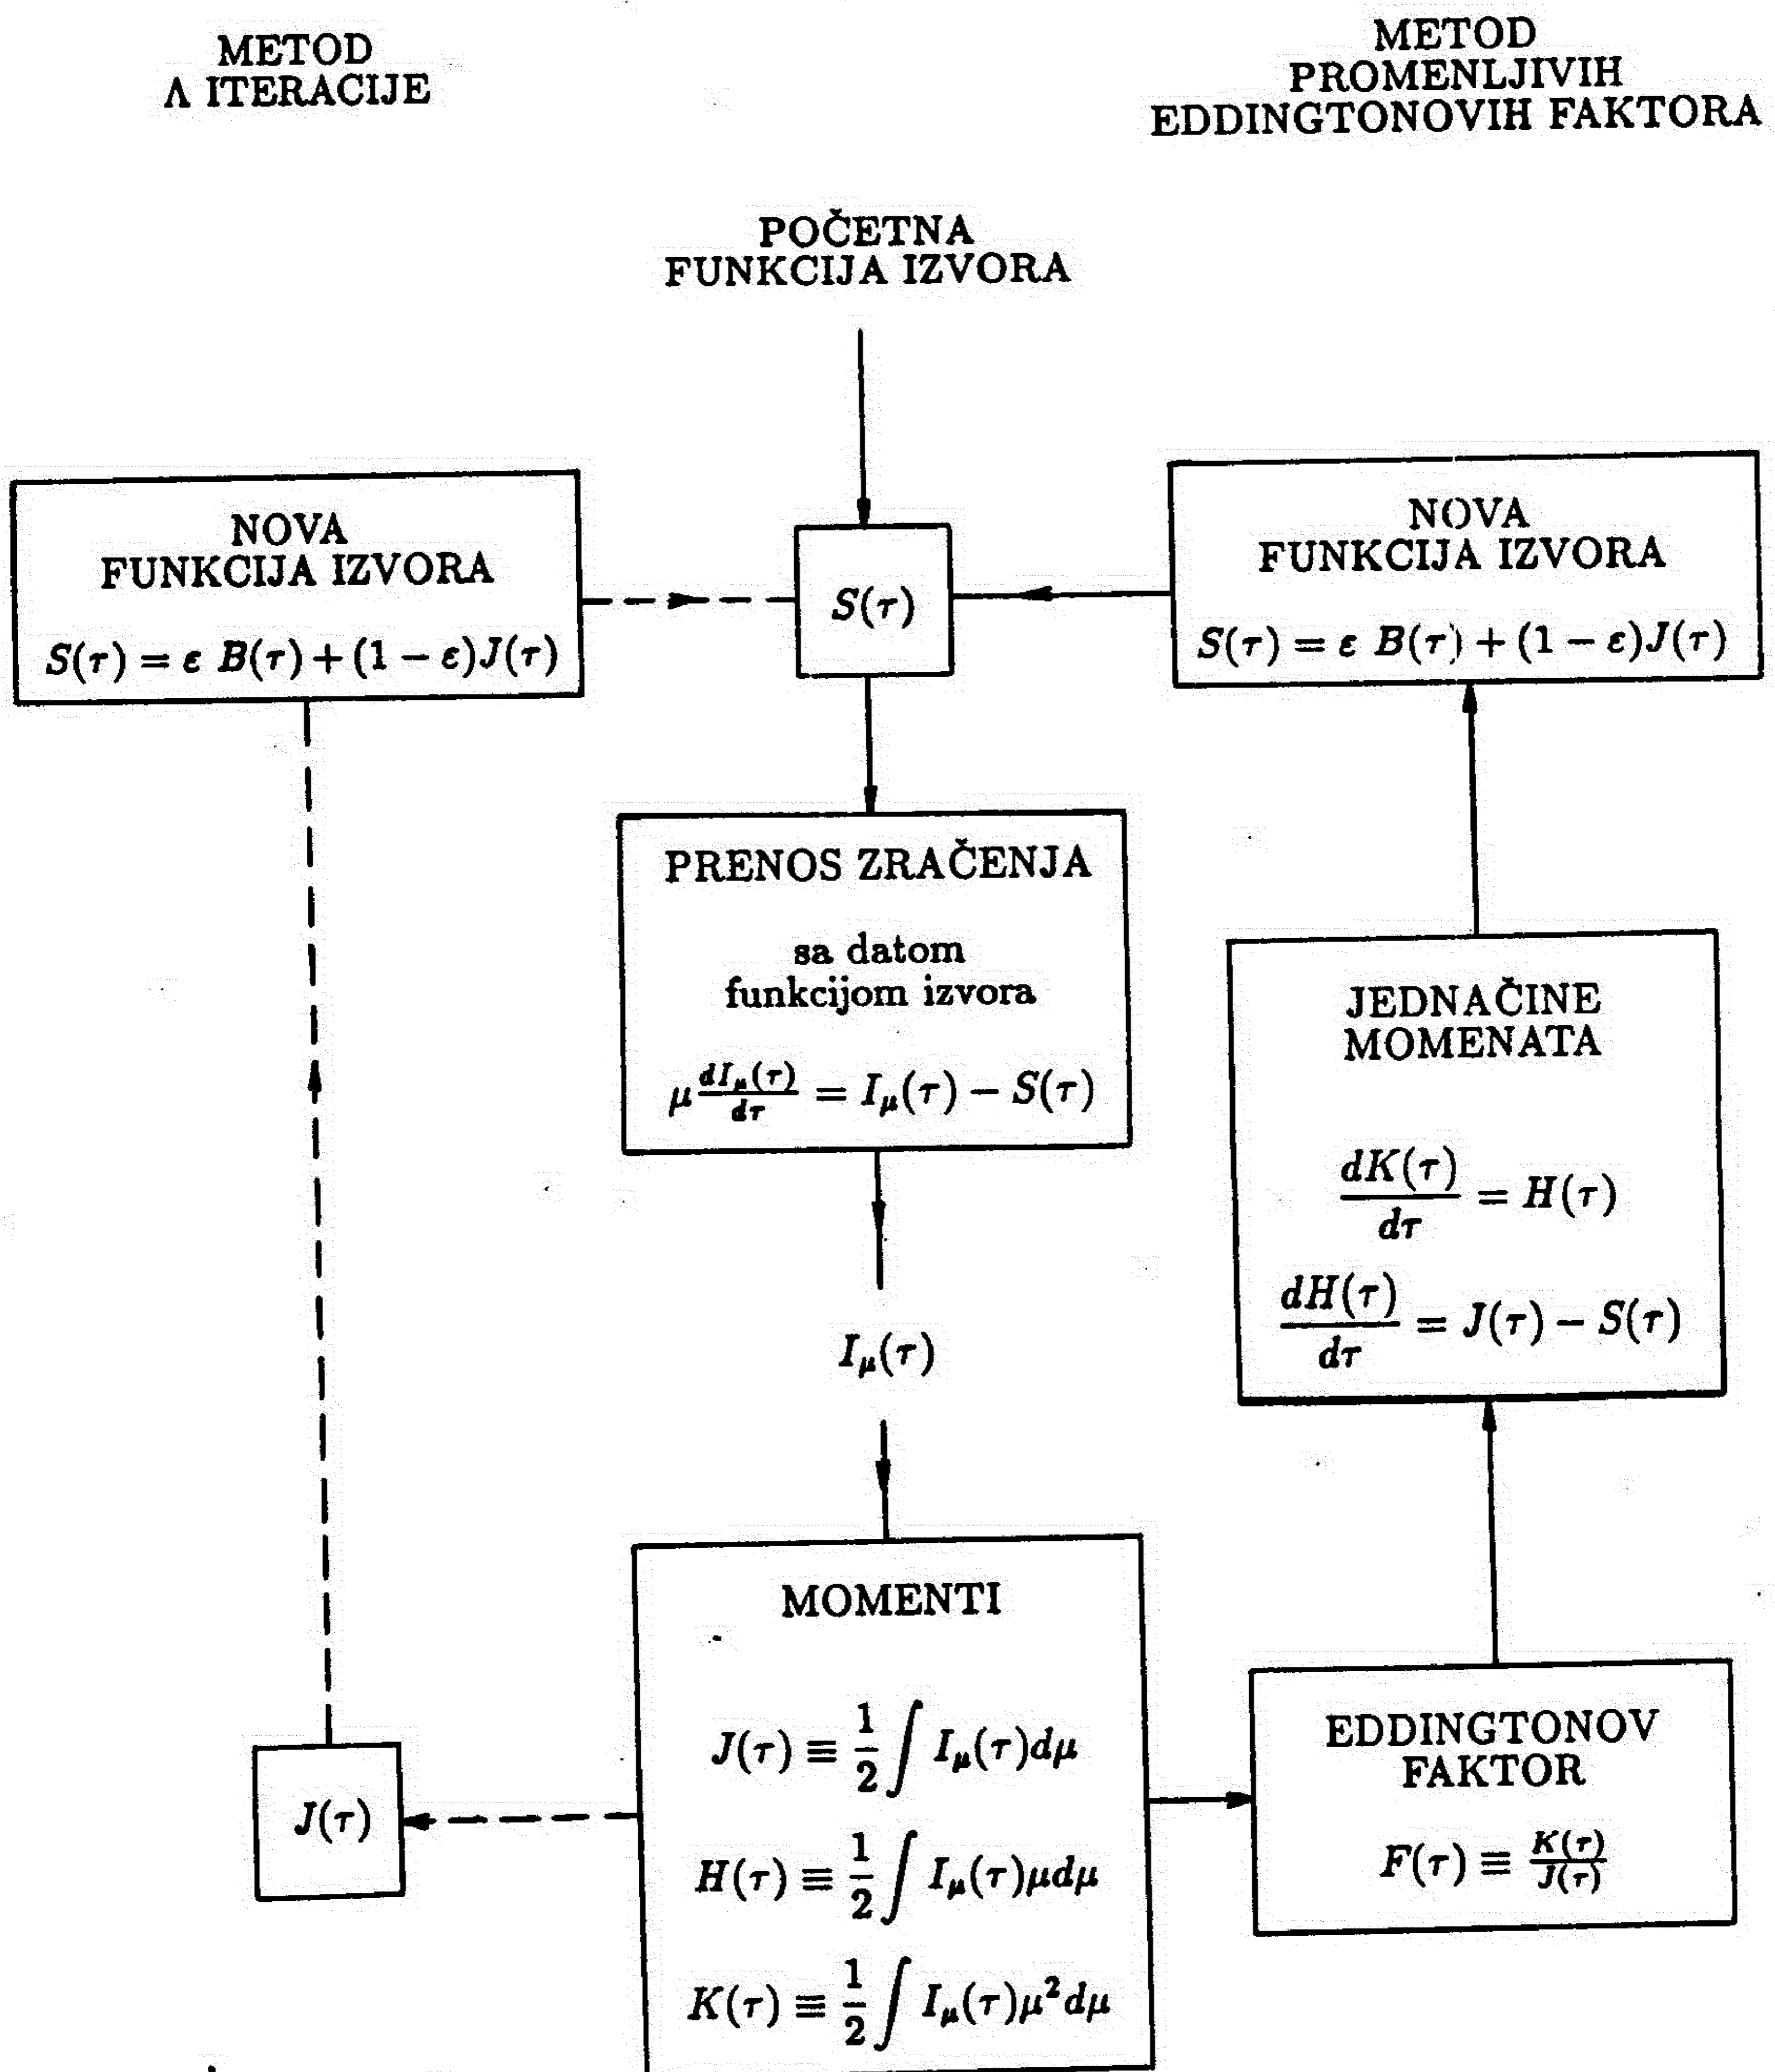 METOD
Λ ITERACIJE
METOD
PROMENLJIVIH
EDDINGTONOVIH FAKTORA
POČETNA
FUNKCIJA IZVORA
NOVA
FUNKCIJA IZVORA
S(τ) = ε B(τ) + (1 − ε)J(τ)
S(τ)
NOVA
FUNKCIJA IZVORA
S(τ) = ε B(τ) + (1 − ε)J(τ)
PRENOS ZRAČENJA
sa datom
funkcijom izvora
μ dI_μ(τ)/dτ = I_μ(τ) − S(τ)
JEDNAČINE
MOMENATA
dK(τ)/dτ = H(τ)
dH(τ)/dτ = J(τ) − S(τ)
I_μ(τ)
MOMENTI
J(τ) ≡ 1/2 ∫ I_μ(τ)dμ
H(τ) ≡ 1/2 ∫ I_μ(τ)μdμ
K(τ) ≡ 1/2 ∫ I_μ(τ)μ²dμ
J(τ)
EDDINGTONOV
FAKTOR
F(τ) ≡ K(τ)/J(τ)